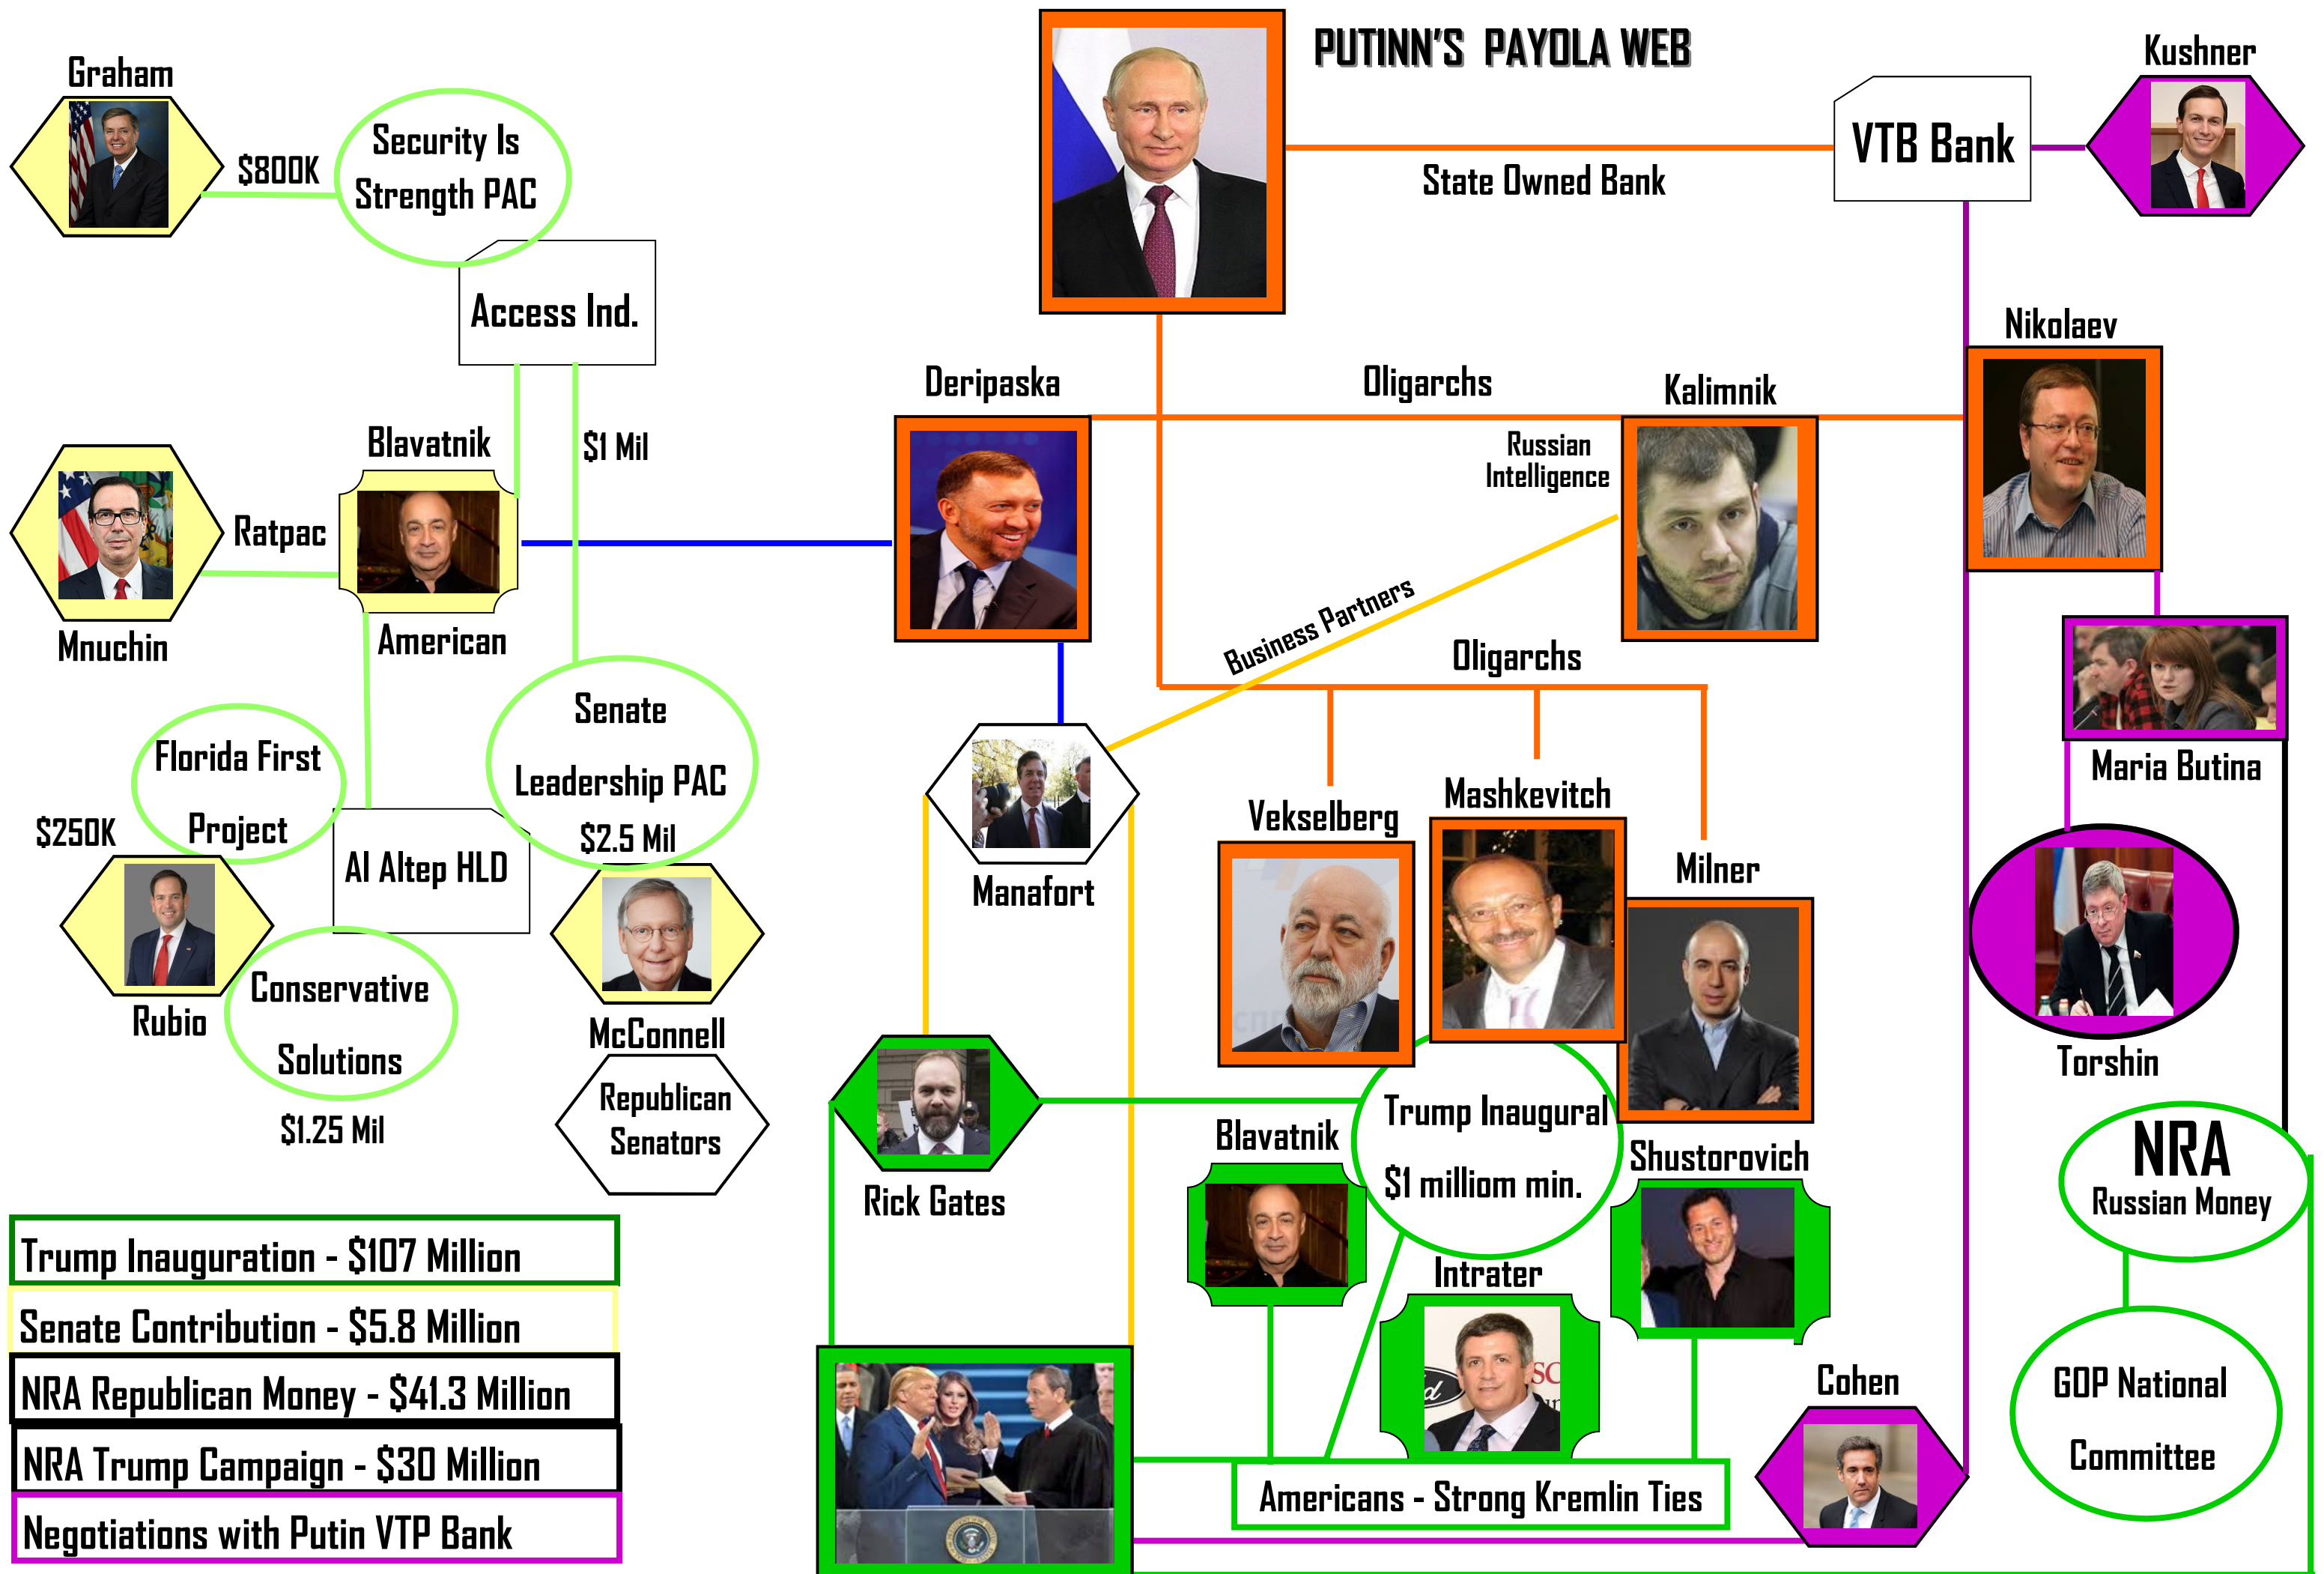 PUTINN'S PAYOLA WEB
Kushner
Graham
Security Is
Strength PAC
$800K
VTB Bank
State Owned Bank
Access Ind.
Nikolaev
Deripaska
Oligarchs
Kalimnik
Blavatnik
$1 Mil
Russian
Intelligence
Ratpac
Mnuchin
American
Business Partners
Oligarchs
Senate
Leadership PAC
$2.5 Mil
Florida First
Project
$250K
Al Altep HLD
Maria Butina
Vekselberg
Mashkevitch
Milner
Manafort
Rubio
Conservative
Solutions
$1.25 Mil
McConnell
Republican
Senators
Torshin
Trump Inaugural
$1 milliom min.
Blavatnik
Shustorovich
NRA
Russian Money
Rick Gates
Intrater
Trump Inauguration - $107 Million
Senate Contribution - $5.8 Million
NRA Republican Money - $41.3 Million
NRA Trump Campaign - $30 Million
Negotiations with Putin VTP Bank
Cohen
GOP National
Committee
Americans - Strong Kremlin Ties